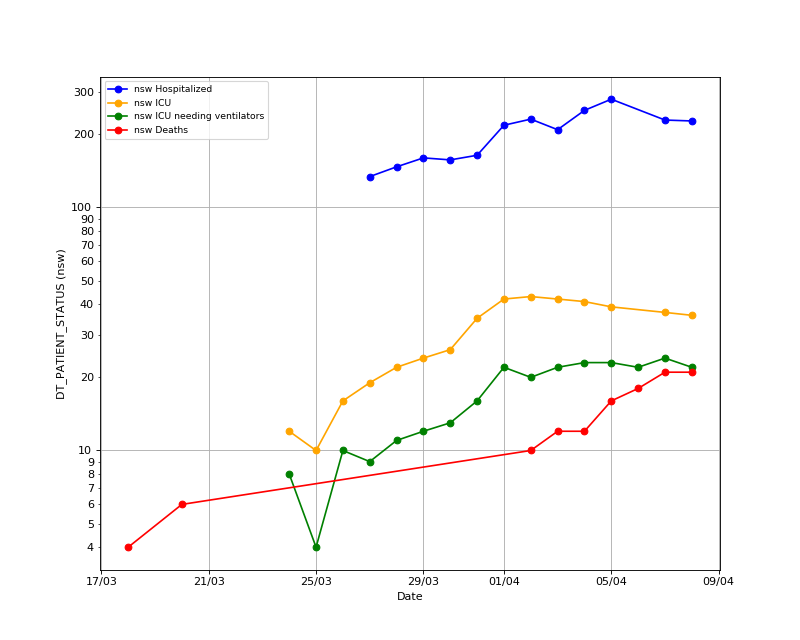 nsw Hospitalized
nsw ICU
nsw ICU needing ventilators
nsw Deaths
DT_PATIENT_STATUS (nsw)
300
200
100
90
80
70
60
50
40
30
20
10
9
8
7
6
5
4
17/03 21/03 25/03 29/03 01/04 05/04 09/04
Date